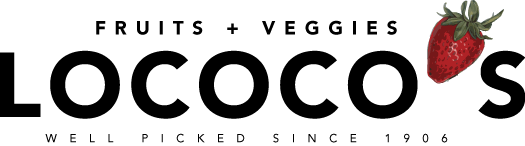 FRUITS + VEGGIES
LOCOCO'S
WELL PICKED SINCE 1906